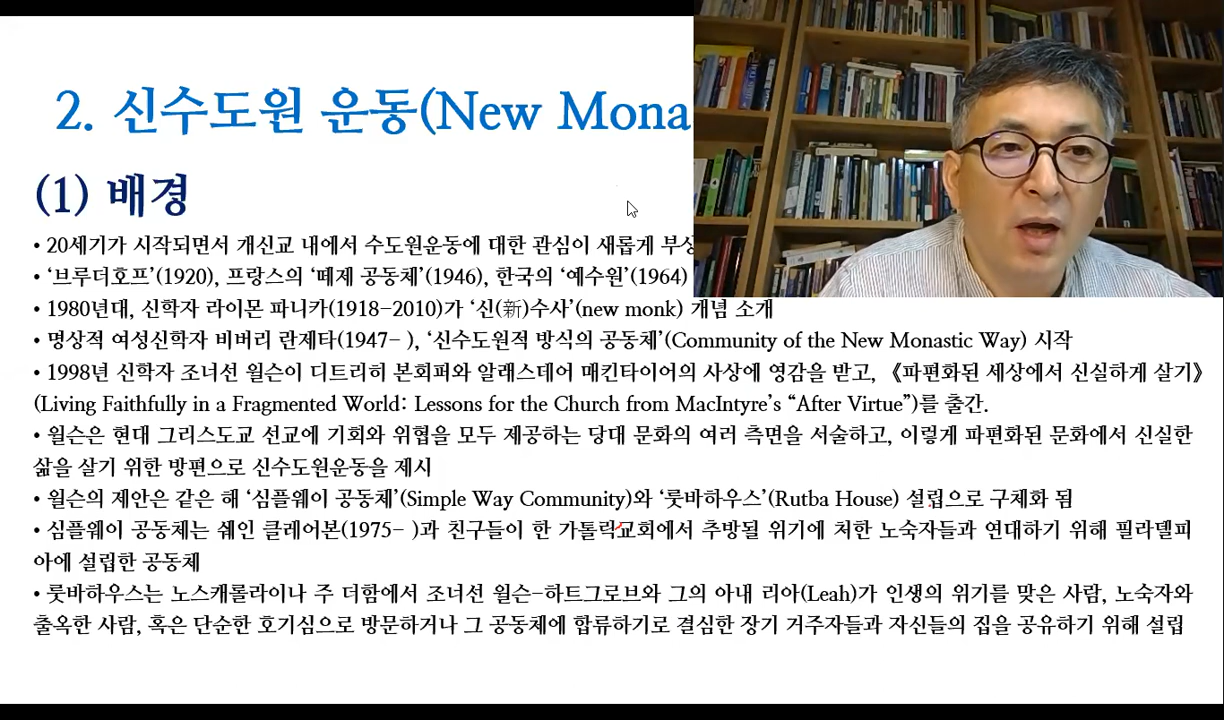 2. 신수도원 운동(New Mona
(1) 배경
• 20세기가 시작되면서 개신교 내에서 수도원운동에 대한 관심이 새롭게 부상
• ‘브루더호프’(1920), 프랑스의 ‘떼제 공동체’(1946), 한국의 ‘예수원’(1964)
• 1980년대, 신학자 라이몬 파니카(1918-2010)가 ‘신(新)수사’(new monk) 개념 소개
• 명상적 여성신학자 비버리 란제타(1947- ), ‘신수도원적 방식의 공동체’(Community of the New Monastic Way) 시작
• 1998년 신학자 조너선 윌슨이 디트리히 본회퍼와 알래스데어 매킨타이어의 사상에 영감을 받고, 《파편화된 세상에서 신실하게 살기》
(Living Faithfully in a Fragmented World: Lessons for the Church from MacIntyre’s “After Virtue”)를 출간.
• 윌슨은 현대 그리스도교 선교에 기회와 위협을 모두 제공하는 당대 문화의 여러 측면을 서술하고, 이렇게 파편화된 문화에서 신실한
삶을 살기 위한 방편으로 신수도원운동을 제시
• 윌슨의 제안은 같은 해 ‘심플웨이 공동체’(Simple Way Community)와 ‘룻바하우스’(Rutba House) 설립으로 구체화 됨
• 심플웨이 공동체는 쉐인 클레어본(1975- )과 친구들이 한 가톨릭교회에서 추방될 위기에 처한 노숙자들과 연대하기 위해 필라델피
아에 설립한 공동체
• 룻바하우스는 노스캐롤라이나 주 더함에서 조너선 윌슨-하트그로브와 그의 아내 리아(Leah)가 인생의 위기를 맞은 사람, 노숙자와
출옥한 사람, 혹은 단순한 호기심으로 방문하거나 그 공동체에 합류하기로 결심한 장기 거주자들과 자신들의 집을 공유하기 위해 설립